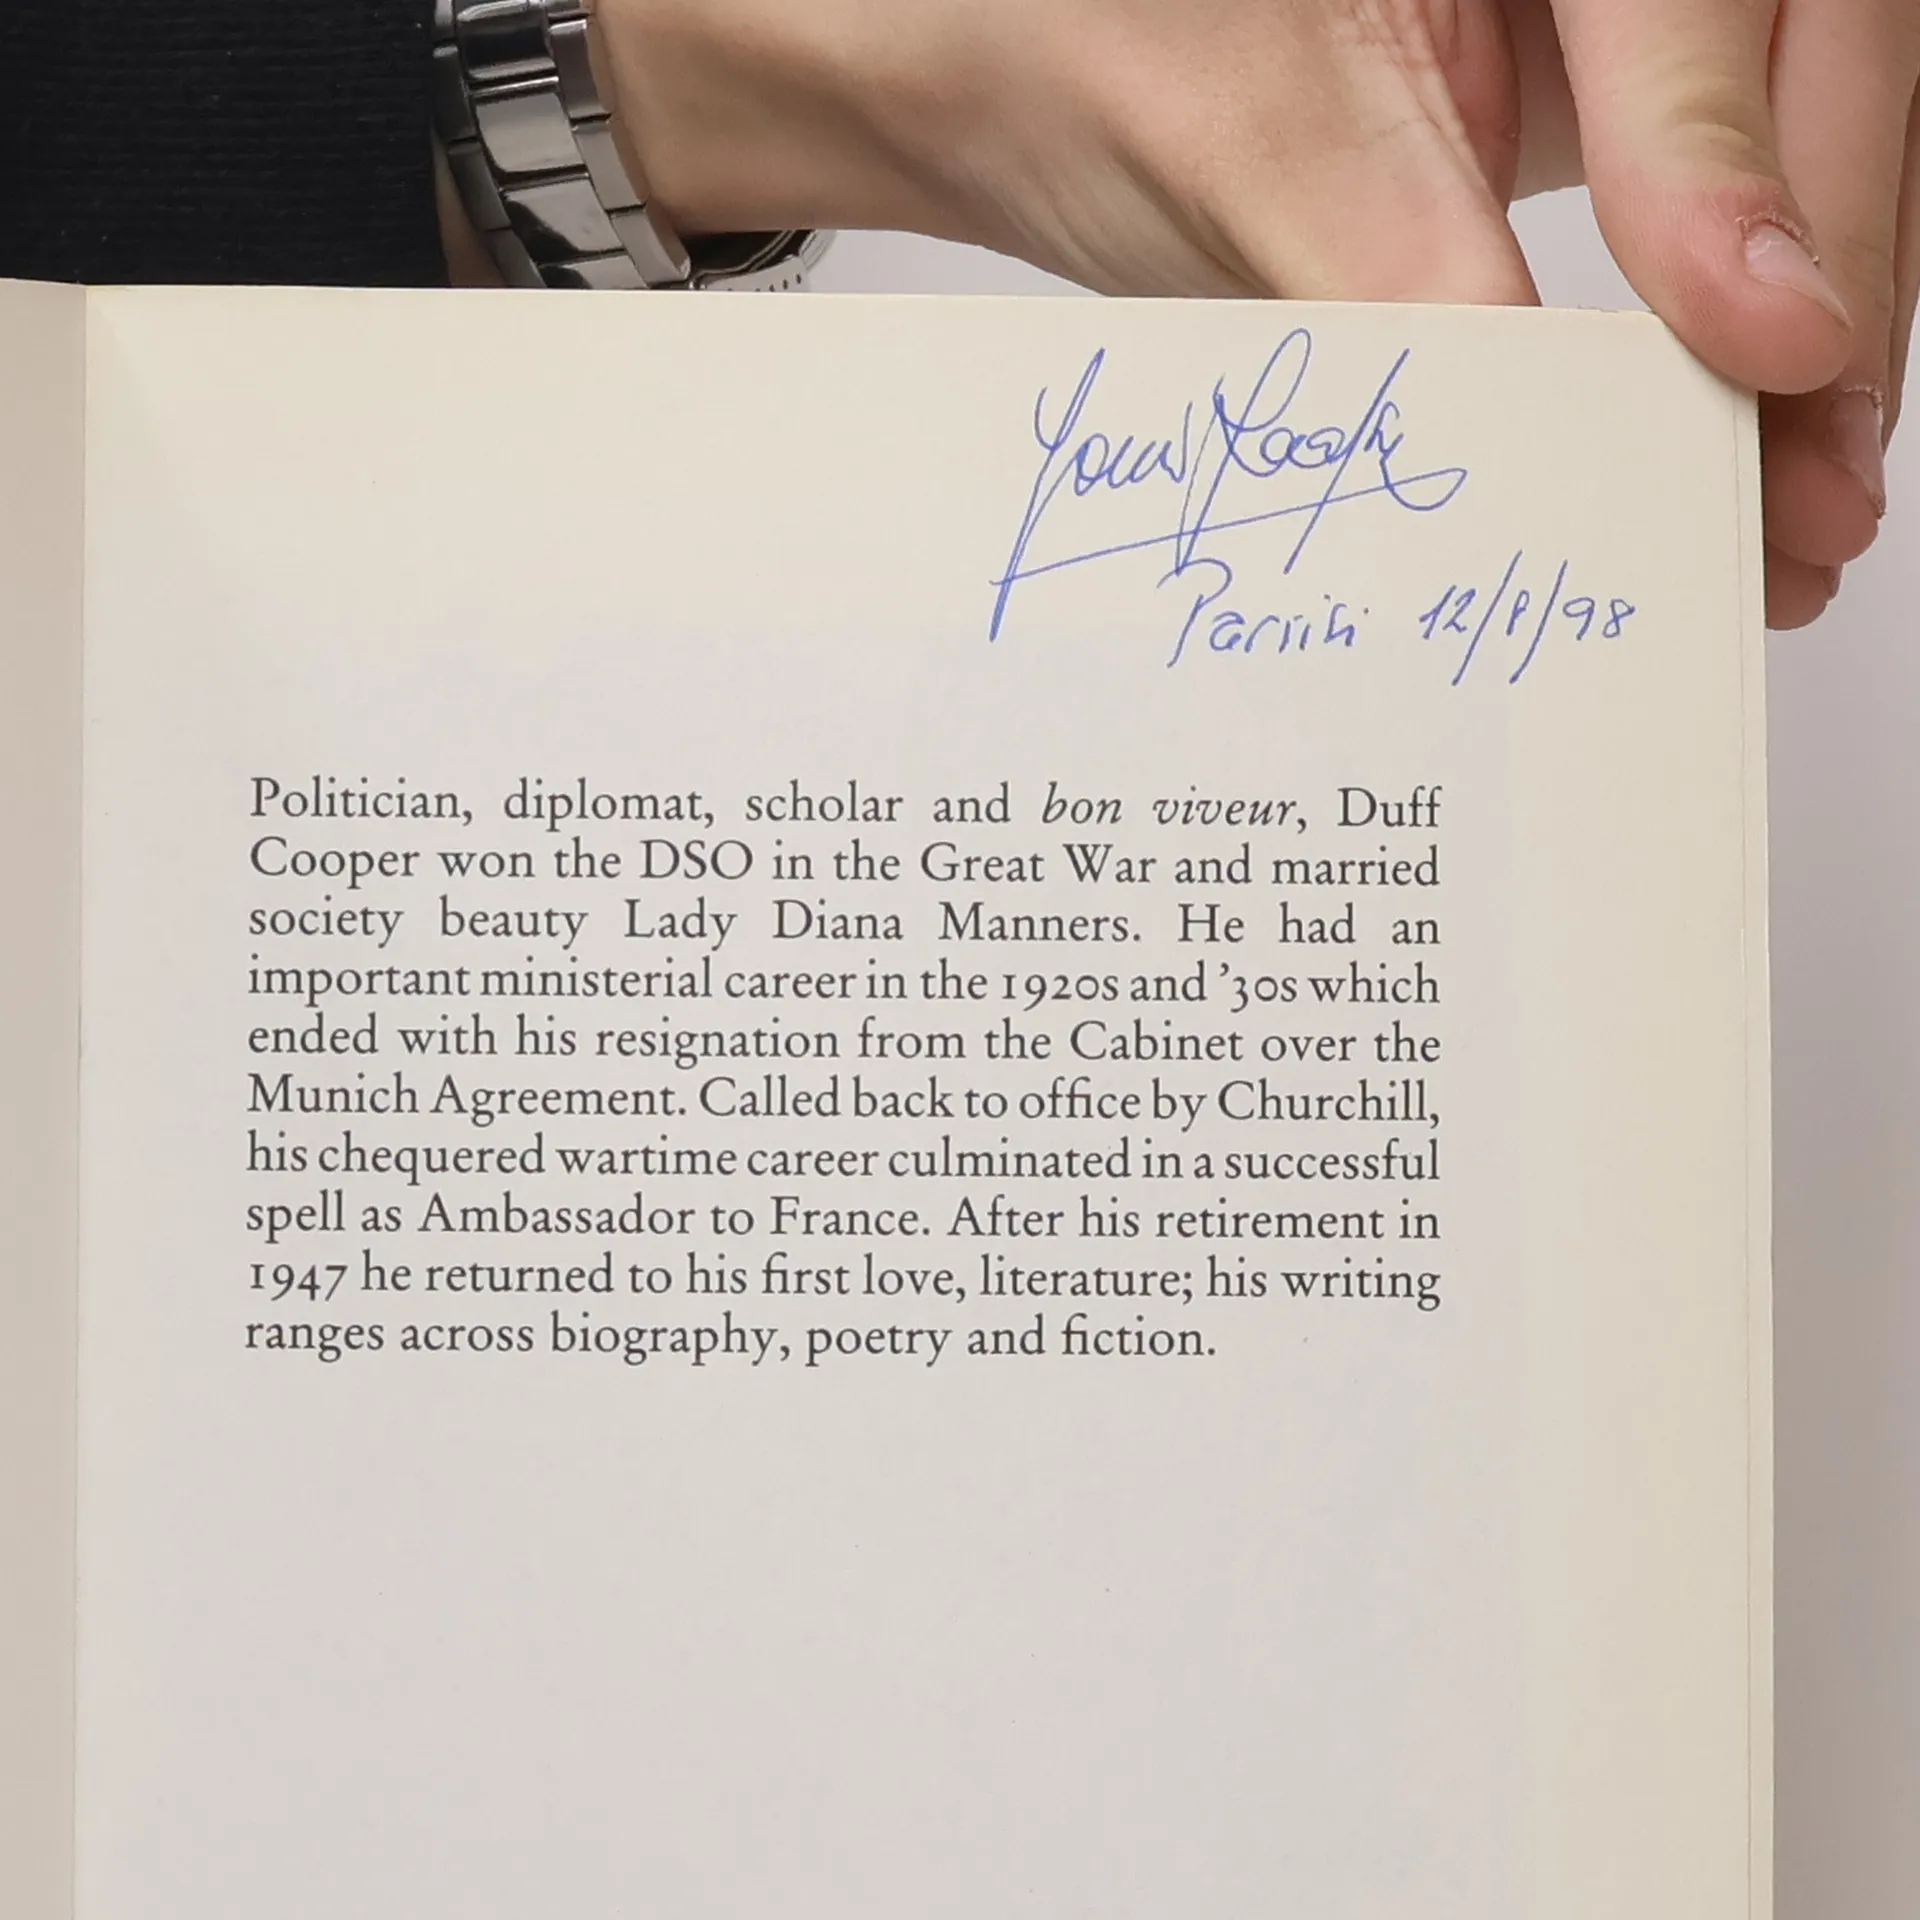 Pariisi 12/8/98
Politician, diplomat, scholar and bon viveur, Duff
Cooper won the DSO in the Great War and married
society beauty Lady Diana Manners. He had an
important ministerial career in the 1920s and ’30s which
ended with his resignation from the Cabinet over the
Munich Agreement. Called back to office by Churchill,
his chequered wartime career culminated in a successful
spell as Ambassador to France. After his retirement in
1947 he returned to his first love, literature; his writing
ranges across biography, poetry and fiction.